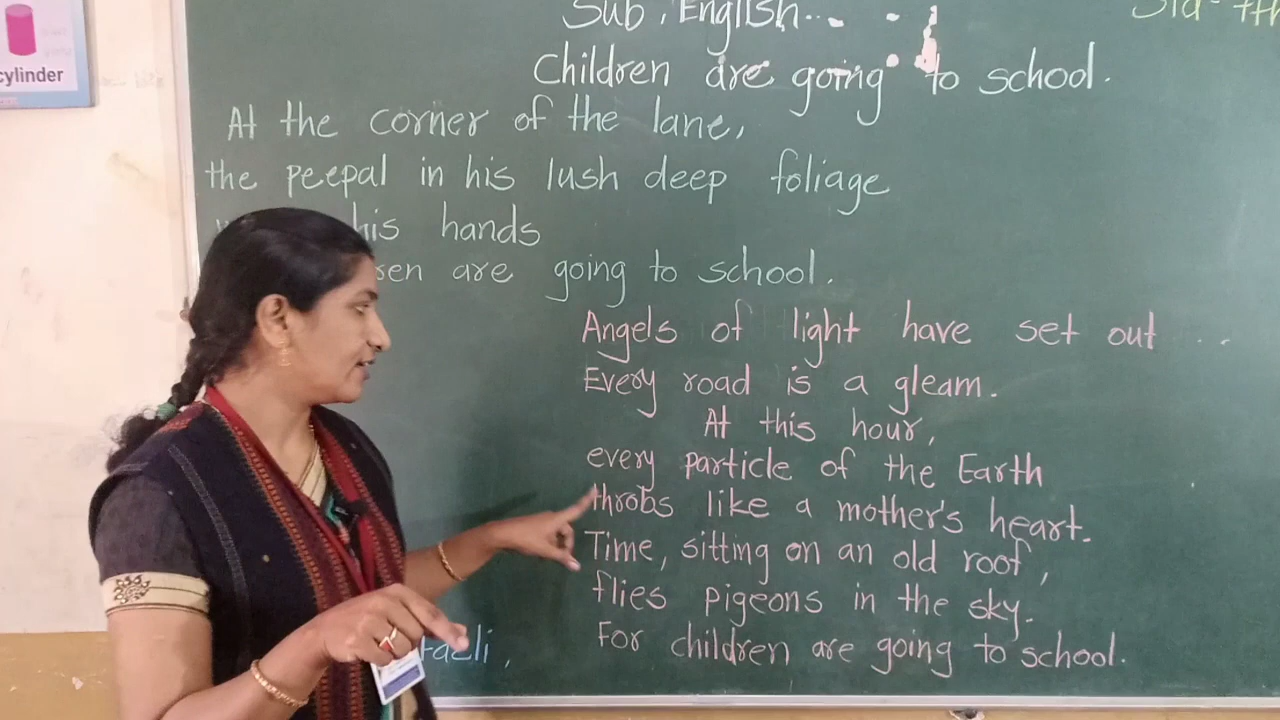 cylinder
Sub, English...
Std- 7th
Children are going to school.
At the corner of the lane,
the peepal in his lush deep foliage
his hands
ren are going to school.
Angels of light have set out ...
Every road is a gleam.
At this hour,
every particle of the Earth
throbs like a mother's heart.
Time, sitting on an old roof,
flies pigeons in the sky.
For children are going to school.